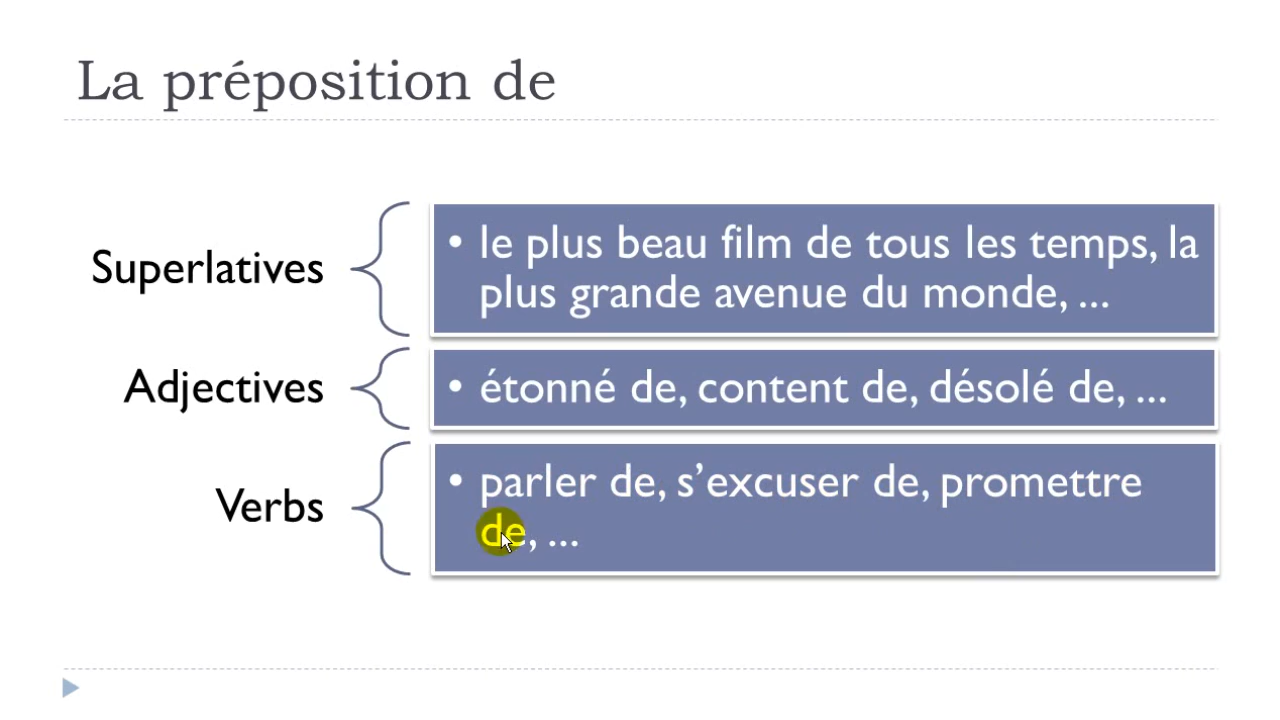 La préposition de
Superlatives
• le plus beau film de tous les temps, la
plus grande avenue du monde, ...
Adjectives
• étonné de, content de, désolé de, ...
Verbs
• parler de, s’excuser de, promettre
de, ...